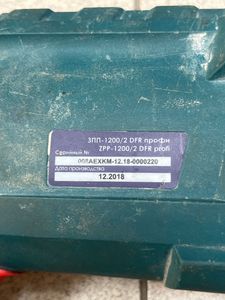 ЗПП-1200/2 DFR профи
ZPP-1200/2 DFR profi
Серийный №
008AEXKM-12.18-0000220
Дата производства
12.2018